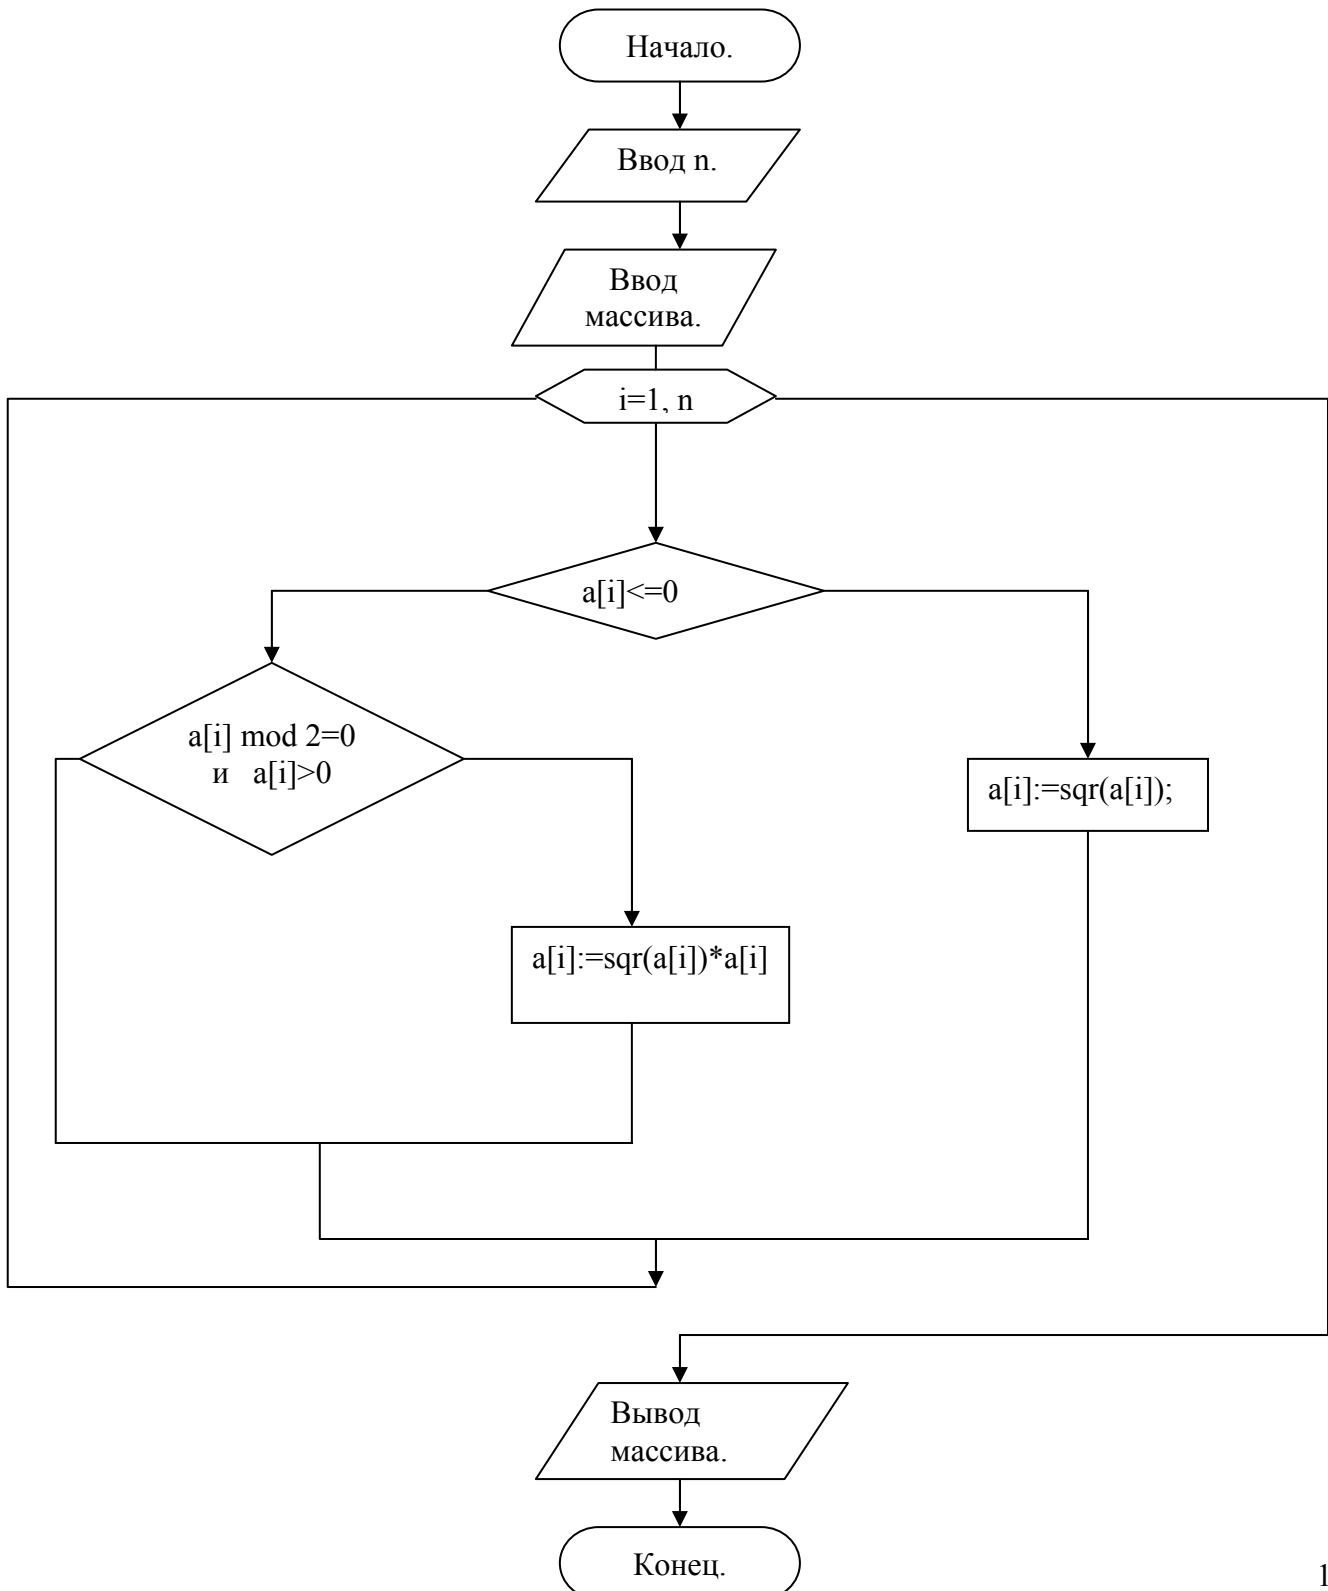 Начало.
Ввод n.
Ввод
массива.
i=1, n
a[i]<=0
a[i] mod 2=0
и a[i]>0
a[i]:=sqr(a[i]);
a[i]:=sqr(a[i])*a[i]
Вывод
массива.
Конец.
1